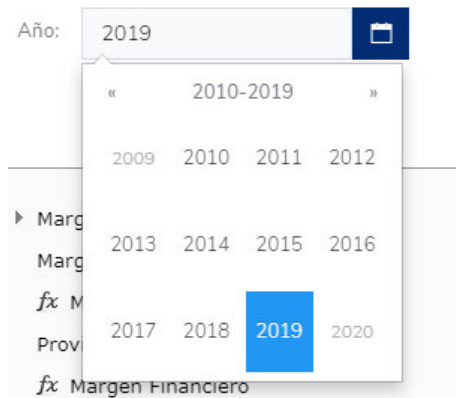 Año: 2019
« 2010-2019 »
2009 2010 2011 2012
Marg
2013 2014 2015 2016
Marg
fx M
2017 2018 2019 2020
Provi
fx Margen Financiero